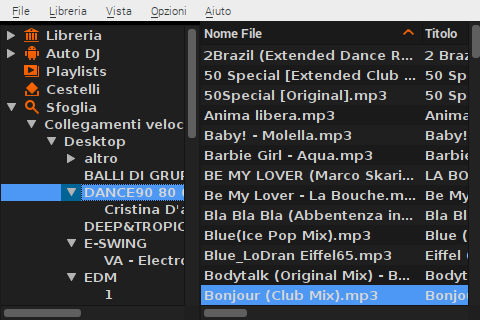 File Libreria Vista Opzioni Aiuto
Libreria
Auto DJ
Playlists
Cestelli
Sfoglia
Collegamenti veloc
Desktop
altro
BALLI DI GRUP
DANCE90 80
Cristina D'a
DEEP&TROPIC
E-SWING
VA - Electro
EDM
1
Nome File Titolo
2Brazil (Extended Dance R... 2 Braz
50 Special [Extended Club ... 50 Sp
50Special [Original].mp3 50 Sp
Anima libera.mp3 Anima
Baby! - Molella.mp3 Baby
Barbie Girl - Aqua.mp3 Barbie
BE MY LOVER (Marco Skari... LA BO
Be My Lover - La Bouche.m... Be My
Bla Bla Bla (Abbentenza in... Bla Bl
Blue(Ice Pop Mix).mp3 Blue (
Blue_LoDran Eiffel65.mp3 Eiffel
Bodytalk (Original Mix) - B... Bodyt
Bonjour (Club Mix).mp3 Bonjo